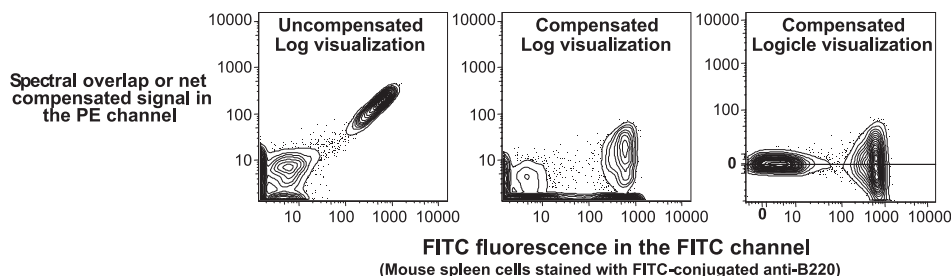 Spectral overlap or net
compensated signal in
the PE channel
10000
1000
100
10
Uncompensated
Log visualization
10 100 1000 10000
10000
1000
100
10
Compensated
Log visualization
10 100 1000 10000
10000
1000
100
0
Compensated
Logicle visualization
0 10 100 1000 10000
FITC fluorescence in the FITC channel
(Mouse spleen cells stained with FITC-conjugated anti-B220)